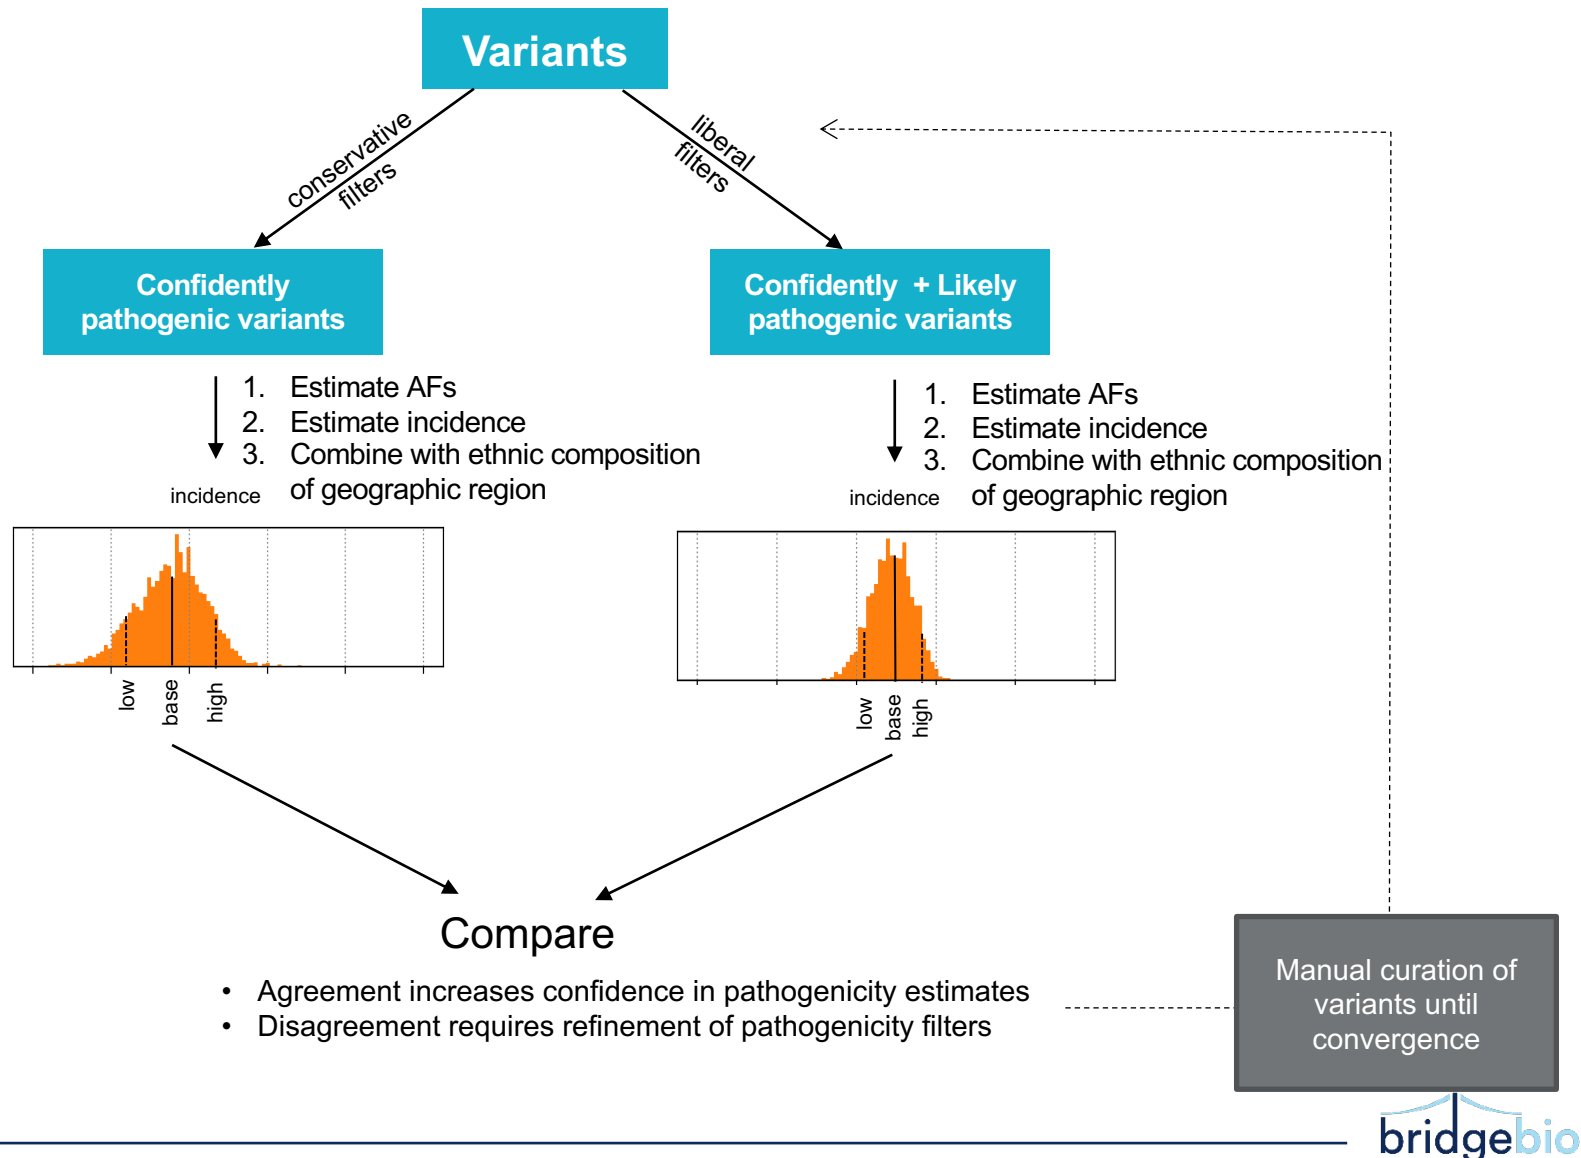 Variants
conservative
filters
liberal
filters
Confidently
pathogenic variants
Confidently + Likely
pathogenic variants
1. Estimate AFs
2. Estimate incidence
3. Combine with ethnic composition
of geographic region
incidence
1. Estimate AFs
2. Estimate incidence
3. Combine with ethnic composition
of geographic region
incidence
low
base
high
low
base
high
Compare
• Agreement increases confidence in pathogenicity estimates
• Disagreement requires refinement of pathogenicity filters
Manual curation of
variants until
convergence
bridgebio